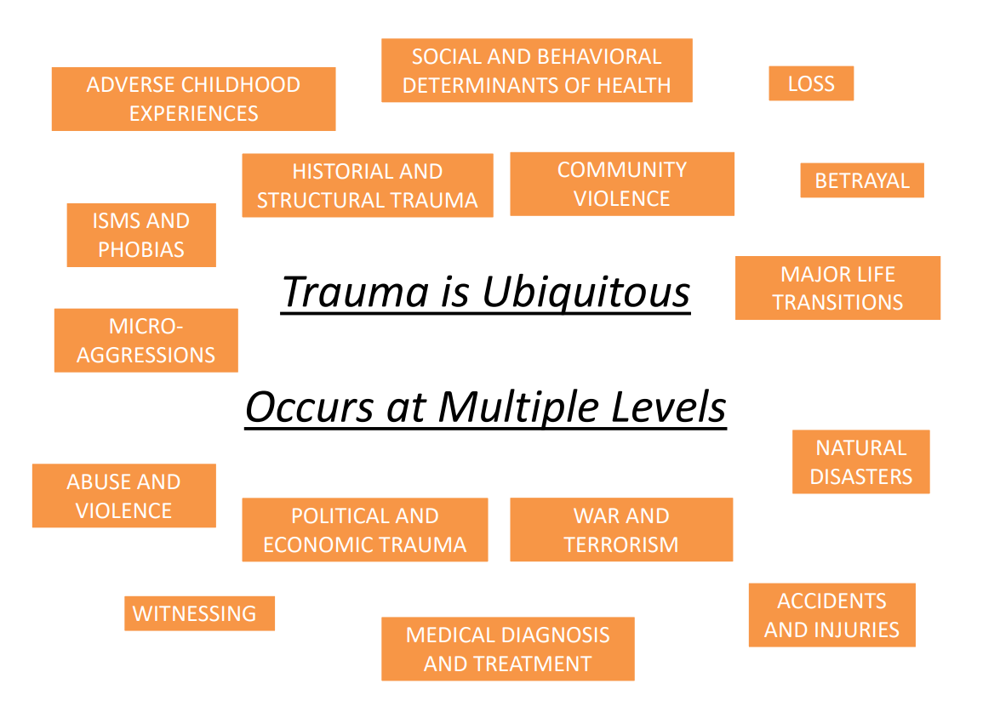 SOCIAL AND BEHAVIORAL
DETERMINANTS OF HEALTH
ADVERSE CHILDHOOD
EXPERIENCES
LOSS
HISTORIAL AND
STRUCTURAL TRAUMA
COMMUNITY
VIOLENCE
BETRAYAL
ISMS AND
PHOBIAS
MAJOR LIFE
TRANSITIONS
Trauma is Ubiquitous
MICRO-
AGGRESSIONS
Occurs at Multiple Levels
NATURAL
DISASTERS
ABUSE AND
VIOLENCE
POLITICAL AND
ECONOMIC TRAUMA
WAR AND
TERRORISM
WITNESSING
ACCIDENTS
AND INJURIES
MEDICAL DIAGNOSIS
AND TREATMENT